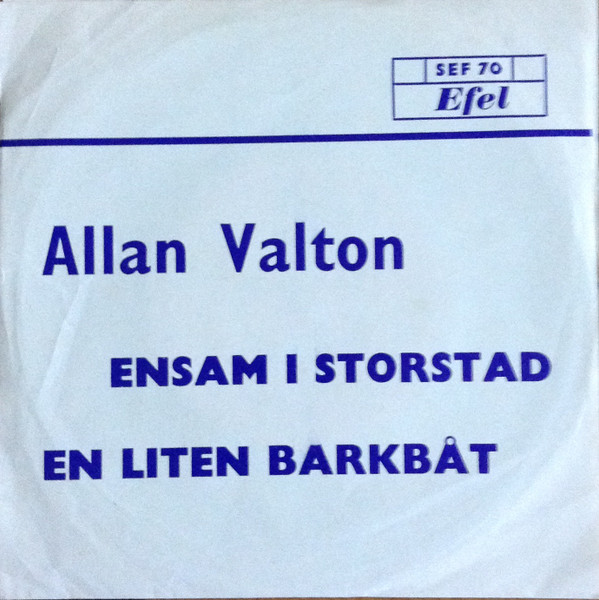 SEF 70
Efel
Allan Valton
ENSAM I STORSTAD
EN LITEN BARKBÅT